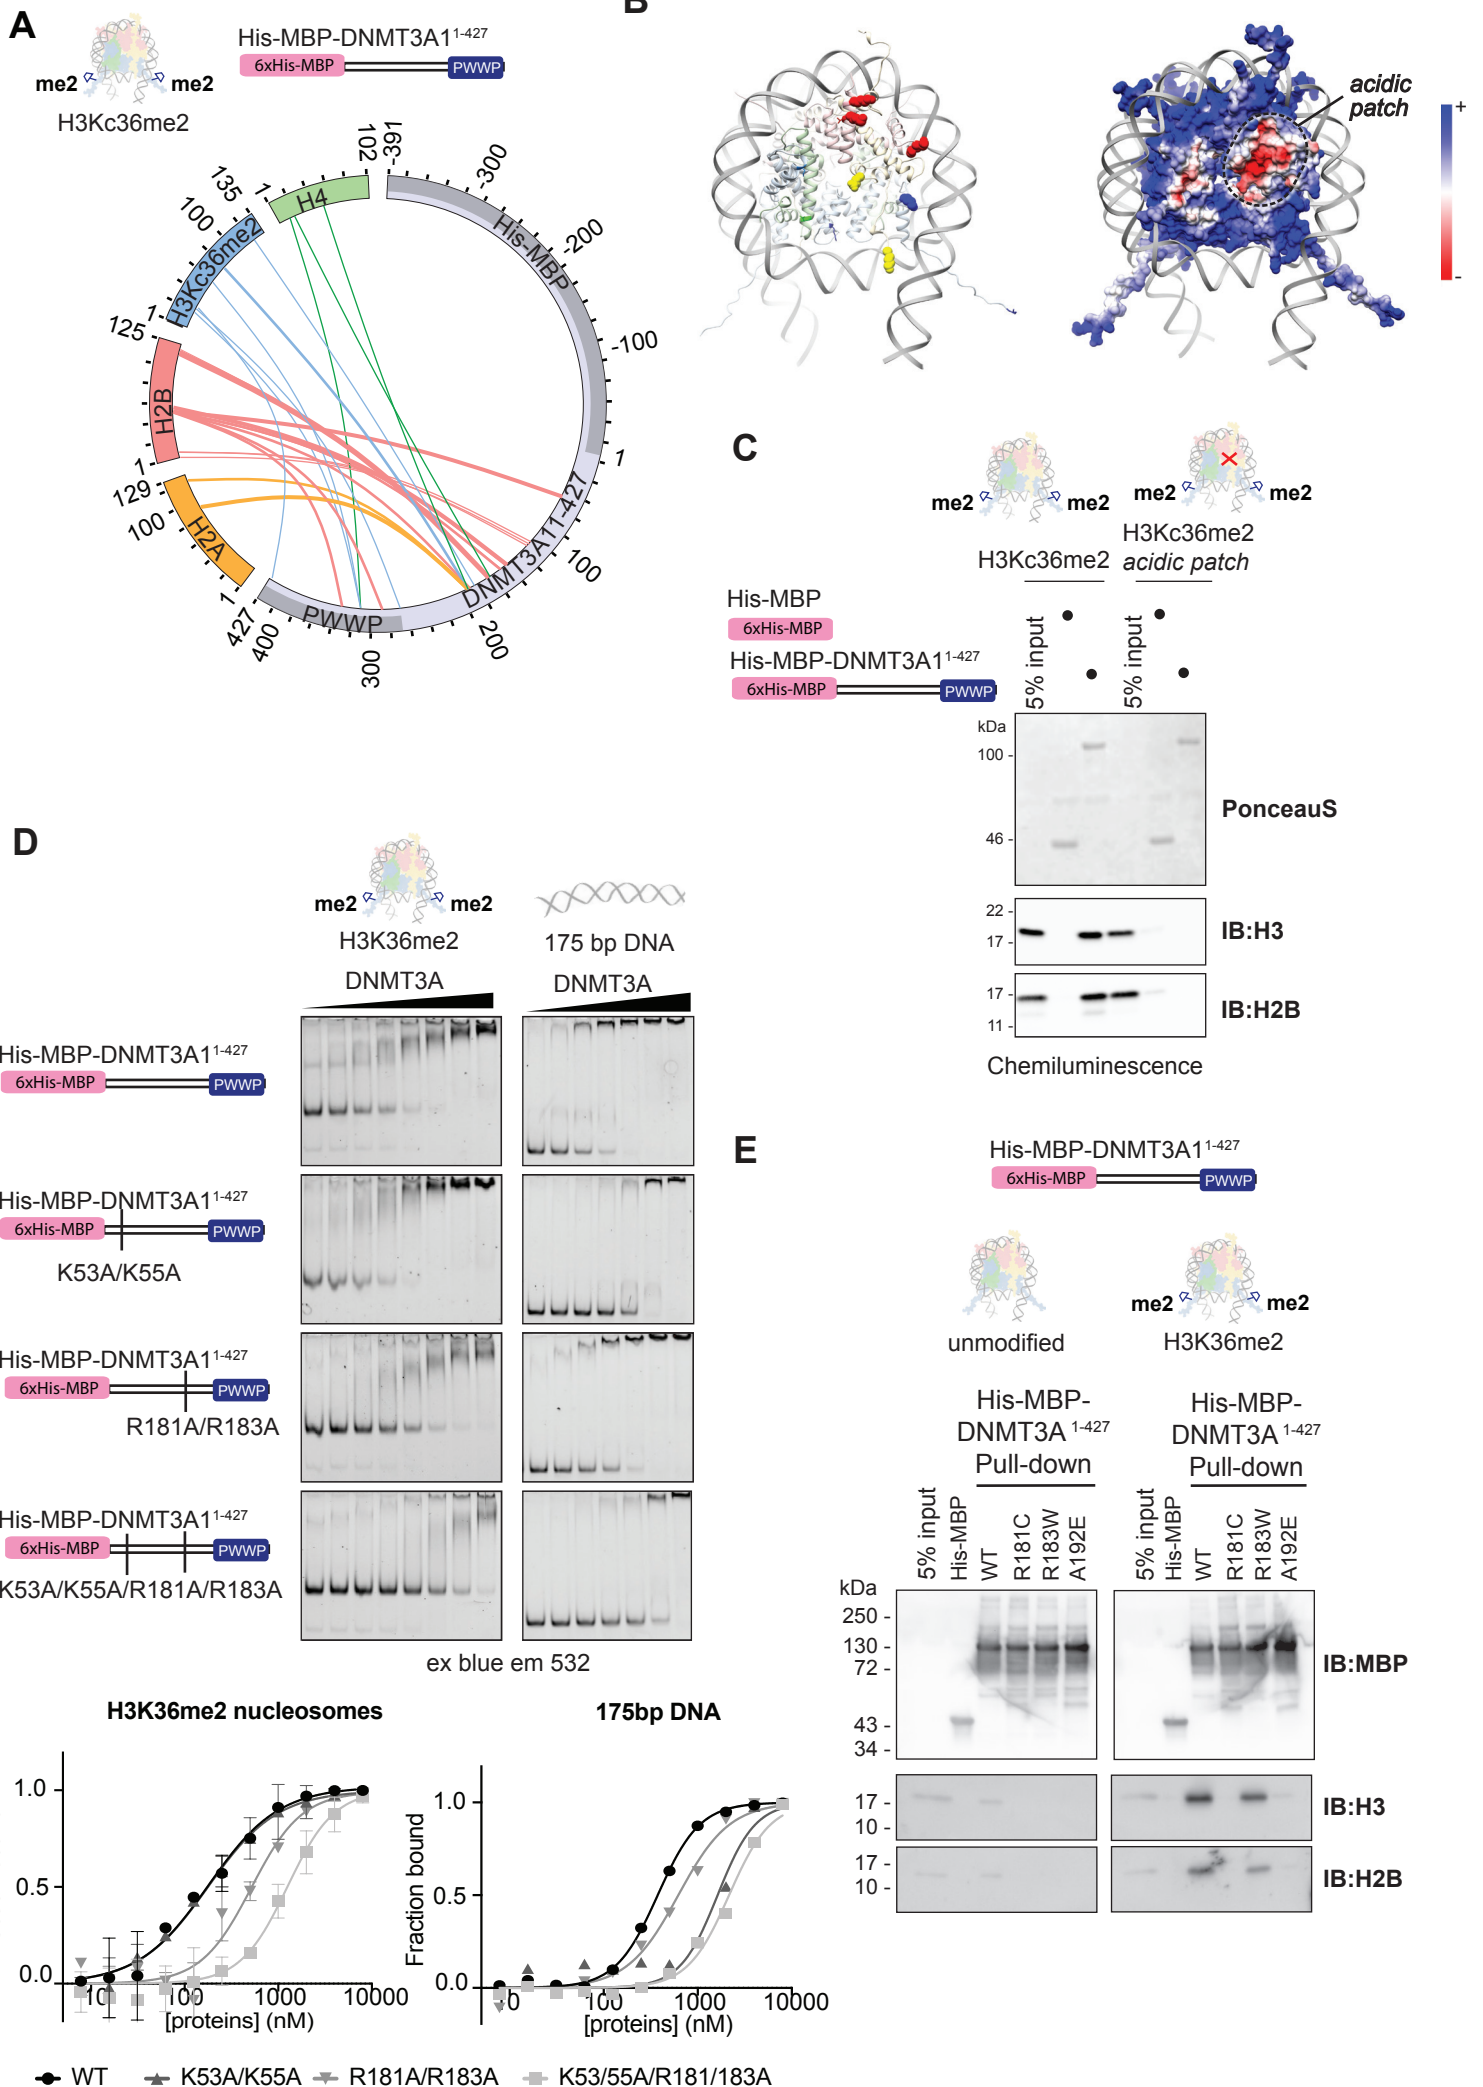 A
His-MBP-DNMT3A1¹⁻⁴²⁷
6xHis-MBP
PWWP
me2
me2
H3Kc36me2
H4
H3Kc36me2
H2B
H2A
PWWP
DNMT3A11-427
His-MBP
1
102
-391
-300
-200
-100
1
100
200
300
400
427
1
100
129
1
125
1
100
135
B
acidic
patch
+
-
C
me2
me2
me2
me2
H3Kc36me2
H3Kc36me2
acidic patch
His-MBP
6xHis-MBP
His-MBP-DNMT3A1¹⁻⁴²⁷
6xHis-MBP
PWWP
5% input
5% input
kDa
100 -
46 -
PonceauS
22 -
17 -
IB:H3
17 -
11 -
IB:H2B
Chemiluminescence
D
me2
me2
H3K36me2
175 bp DNA
DNMT3A
DNMT3A
His-MBP-DNMT3A1¹⁻⁴²⁷
6xHis-MBP
PWWP
His-MBP-DNMT3A1¹⁻⁴²⁷
6xHis-MBP
PWWP
K53A/K55A
His-MBP-DNMT3A1¹⁻⁴²⁷
6xHis-MBP
PWWP
R181A/R183A
His-MBP-DNMT3A1¹⁻⁴²⁷
6xHis-MBP
PWWP
K53A/K55A/R181A/R183A
ex blue em 532
H3K36me2 nucleosomes
1.0
0.5
0.0
10
100
1000
10000
[proteins] (nM)
175bp DNA
Fraction bound
1.0
0.5
0.0
100
1000
10000
[proteins] (nM)
WT
K53A/K55A
R181A/R183A
K53/55A/R181/183A
E
His-MBP-DNMT3A1¹⁻⁴²⁷
6xHis-MBP
PWWP
unmodified
me2
me2
H3K36me2
His-MBP-
DNMT3A ¹⁻⁴²⁷
Pull-down
His-MBP-
DNMT3A ¹⁻⁴²⁷
Pull-down
5% input
His-MBP
WT
R181C
R183W
A192E
5% input
His-MBP
WT
R181C
R183W
A192E
kDa
250 -
130 -
72 -
43 -
34 -
IB:MBP
17 -
10 -
IB:H3
17 -
10 -
IB:H2B